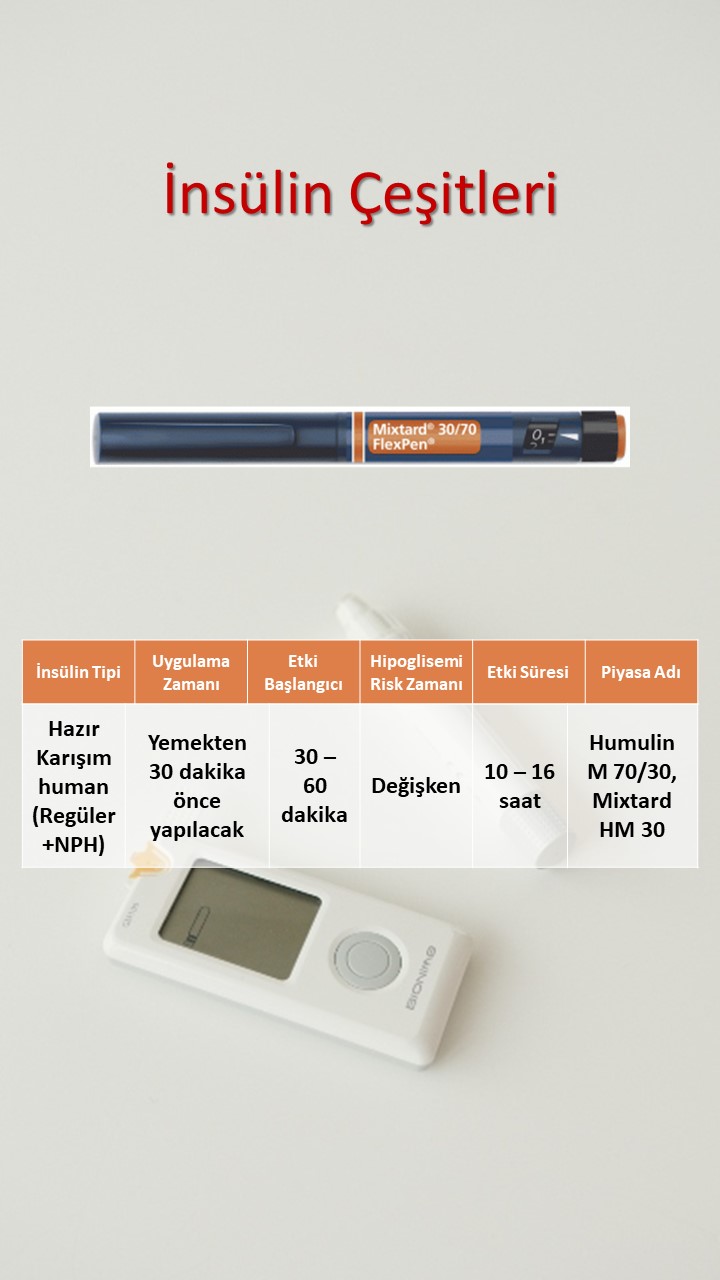 İnsülin Çeşitleri
Mixtard® 30/70
FlexPen®
İnsülin Tipi
Uygulama
Zamanı
Etki
Başlangıcı
Hipoglisemi
Risk Zamanı
Etki Süresi
Piyasa Adı
Hazır
Karışım
human
(Regüler
+NPH)
Yemekten
30 dakika
önce
yapılacak
30 –
60
dakika
Değişken
10 – 16
saat
Humulin
M 70/30,
Mixtard
HM 30
BIONIME